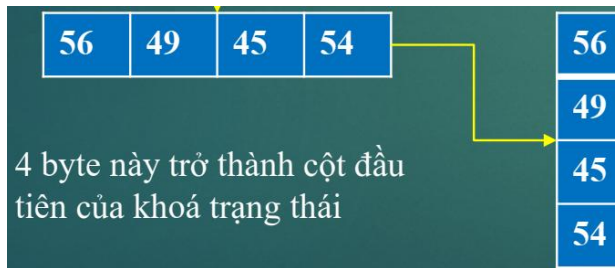 56 49 45 54
56
49
4 byte này trở thành cột đầu
45
tiên của khoá trạng thái
54